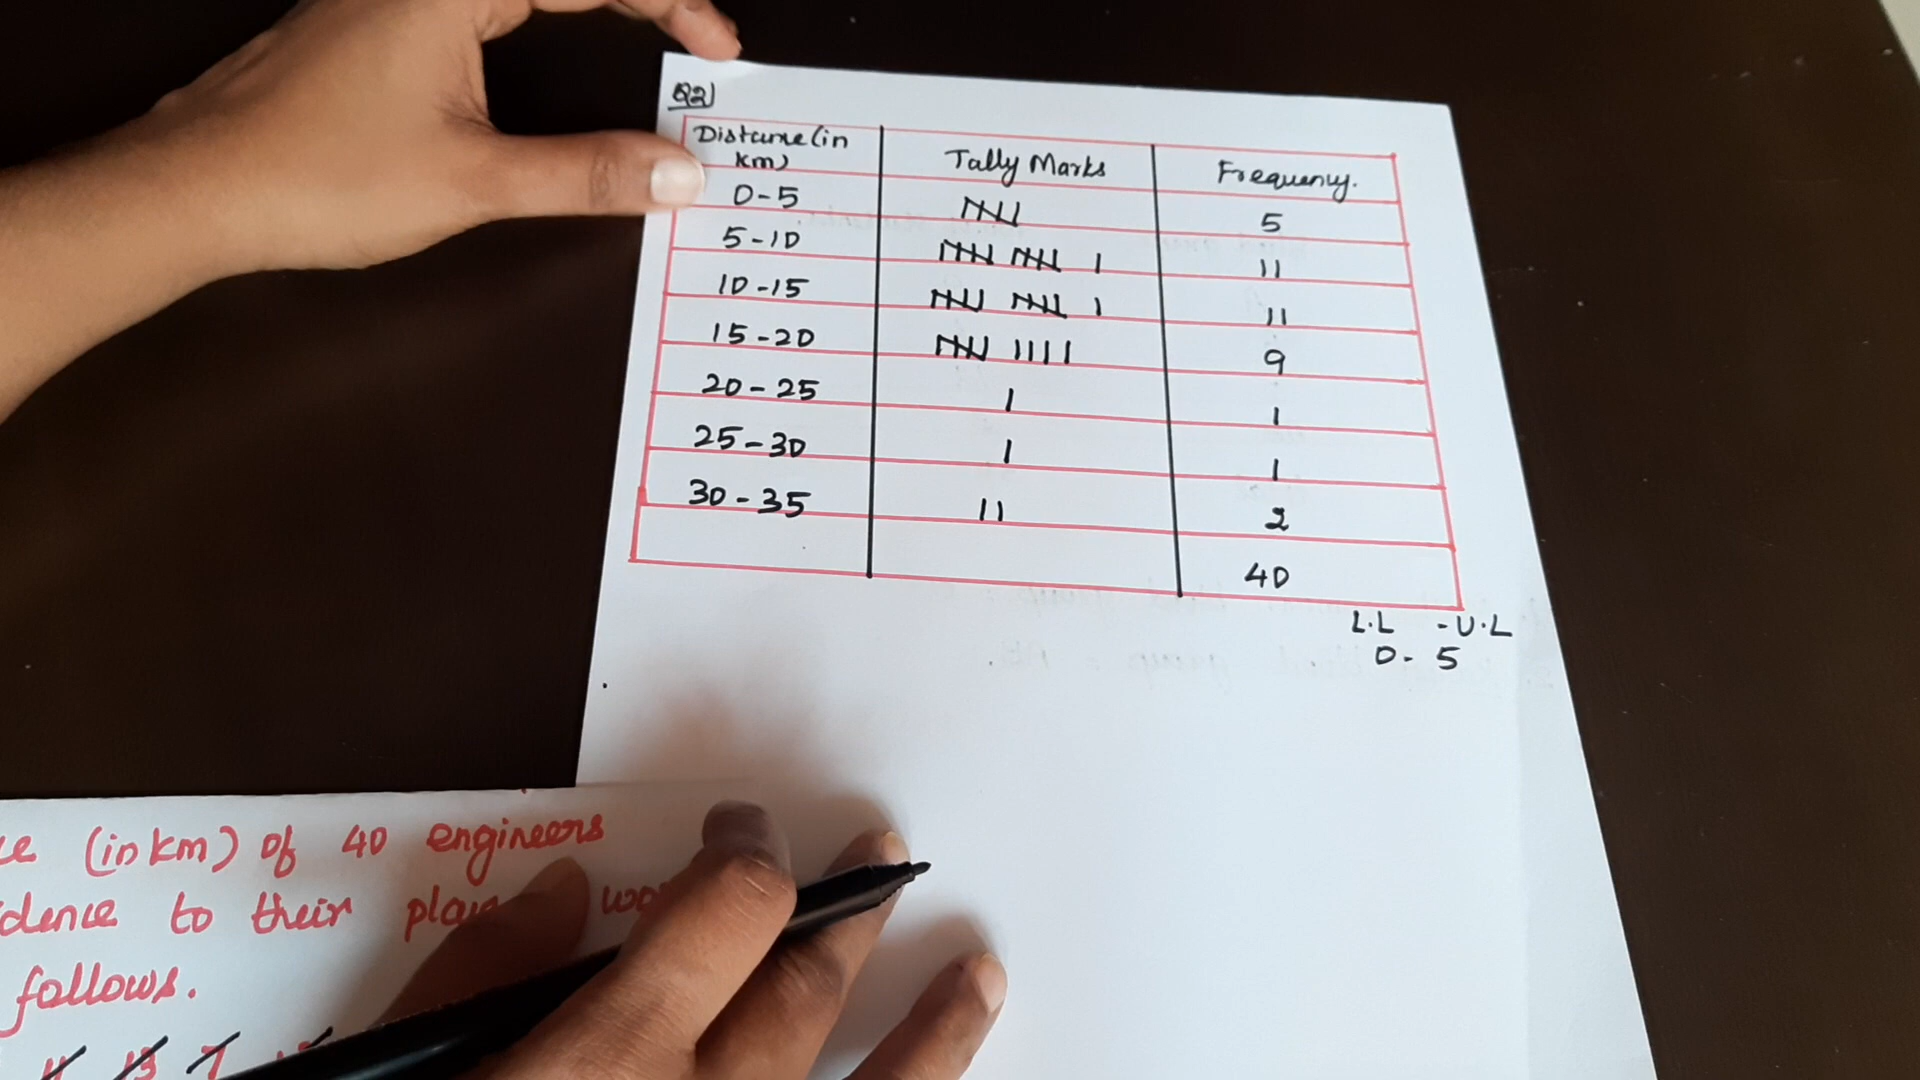 Q2)
Distance (in km) Tally Marks Frequency.
0-5 𝍸 5
5-10 𝍸 𝍸 | 11
10-15 𝍸 𝍸 | 11
15-20 𝍸 |||| 9
20-25 | 1
25-30 | 1
30-35 || 2
40
L.L - U.L
0- 5
(in km) of 40 engineers
to their
follows.
11 13 7